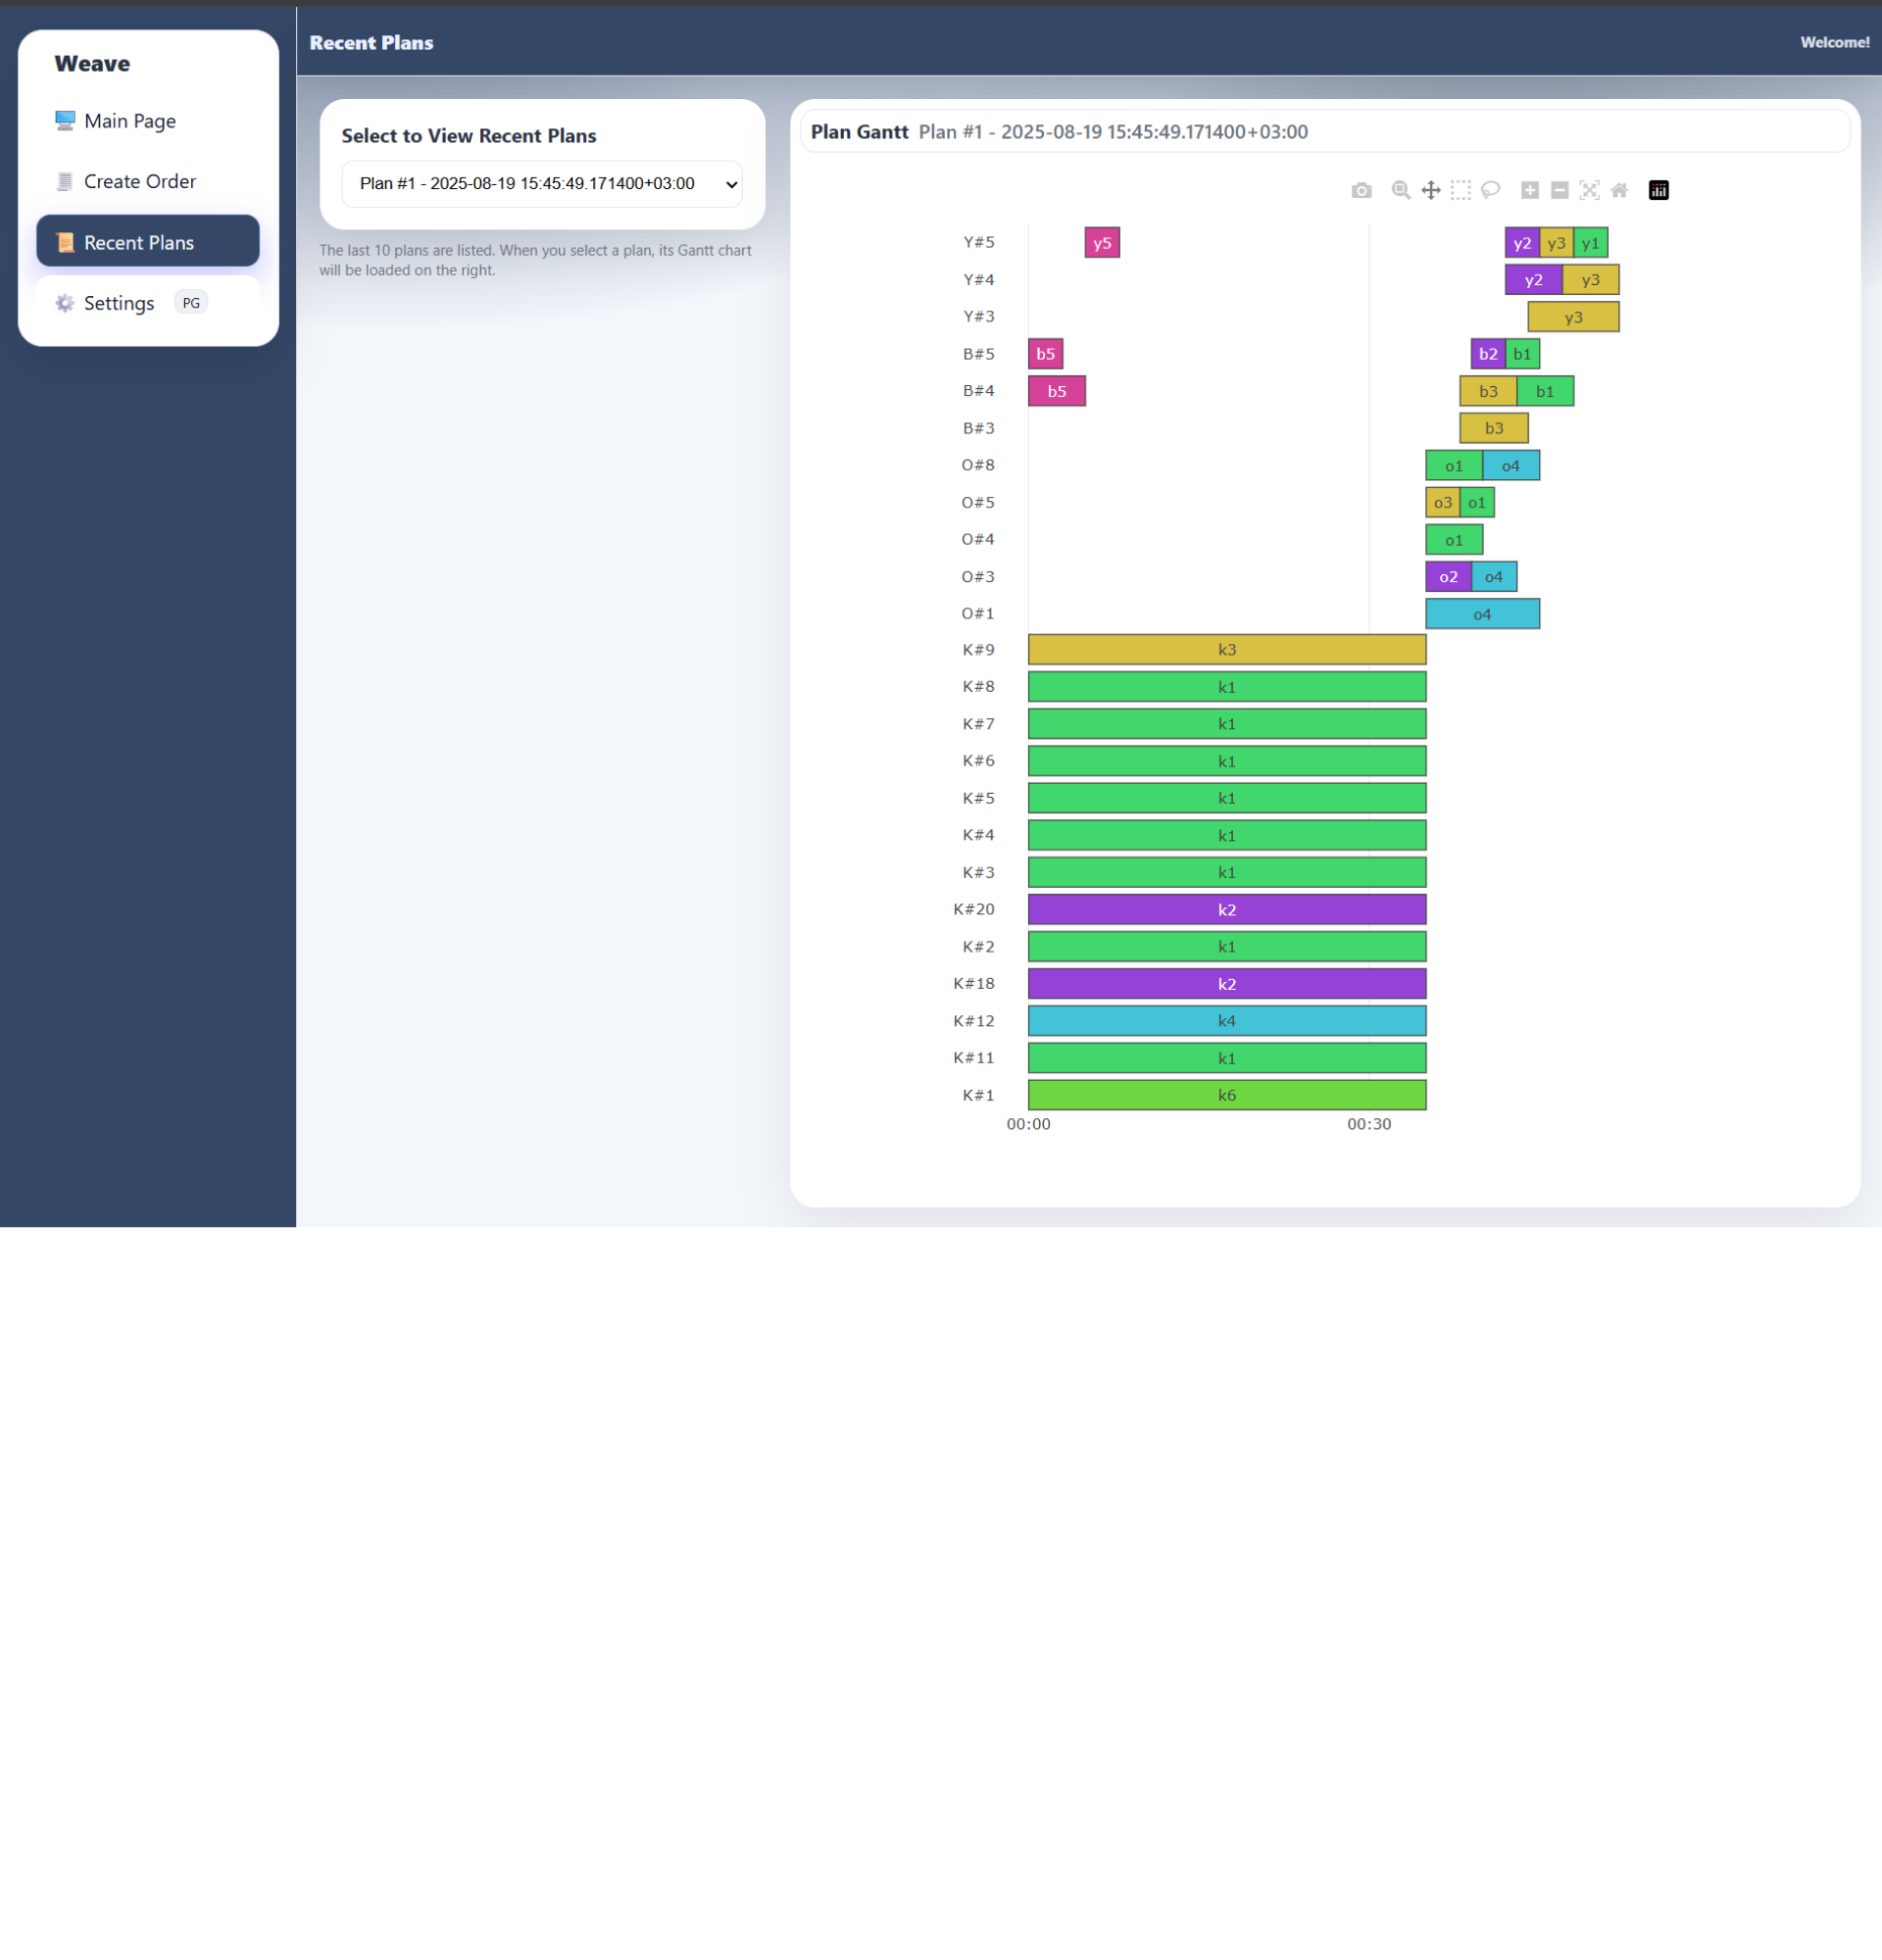 Weave
Main Page
Create Order
Recent Plans
Settings PG
Recent Plans
Welcome!
Select to View Recent Plans
Plan #1 - 2025-08-19 15:45:49.171400+03:00
The last 10 plans are listed. When you select a plan, its Gantt chart
will be loaded on the right.
Plan Gantt Plan #1 - 2025-08-19 15:45:49.171400+03:00
Y#5 y5 y2 y3 y1
Y#4 y2 y3
Y#3 y3
B#5 b5 b2 b1
B#4 b5 b3 b1
B#3 b3
O#8 o1 o4
O#5 o3 o1
O#4 o1
O#3 o2 o4
O#1 o4
K#9 k3
K#8 k1
K#7 k1
K#6 k1
K#5 k1
K#4 k1
K#3 k1
K#20 k2
K#2 k1
K#18 k2
K#12 k4
K#11 k1
K#1 k6
00:00 00:30